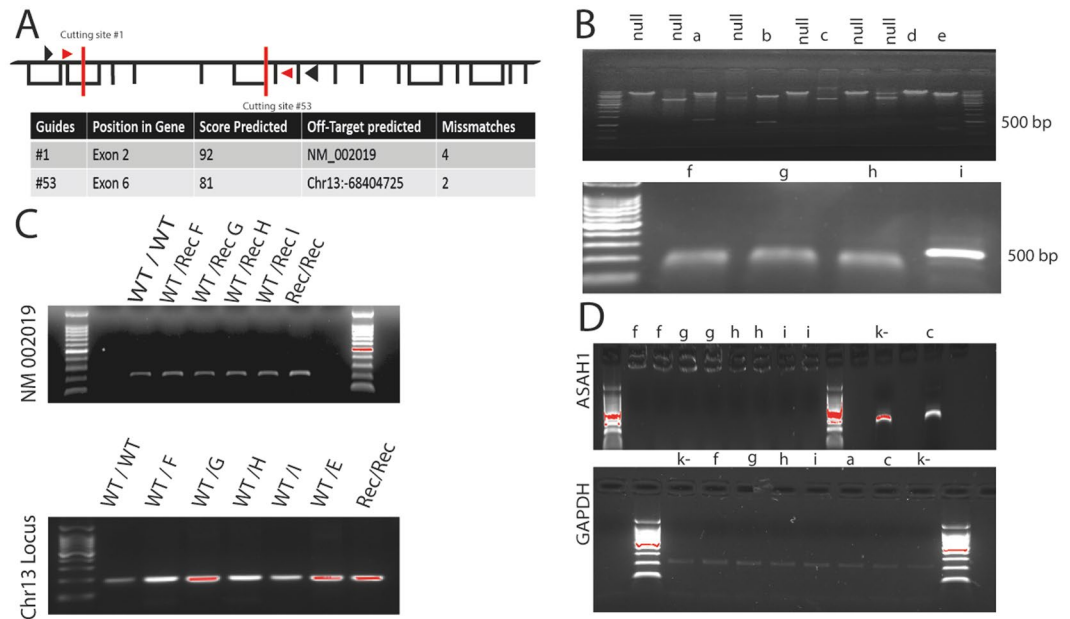 A
Cutting site #1
Cutting site #53
Guides Position in Gene Score Predicted Off-Target predicted Missmatches
#1 Exon 2 92 NM_002019 4
#53 Exon 6 81 Chr13:-68404725 2
B
null null a null b null c null null d e
500 bp
f g h i
500 bp
C
WT / WT WT /Rec F WT /Rec G WT /Rec H WT /Rec I Rec/Rec
NM 002019
WT / WT WT / F WT /G WT /H WT /I WT /E Rec/Rec
Chr13 Locus
D
f f g g h h i i k- c
ASAH1
k- f g h i a c k-
GAPDH